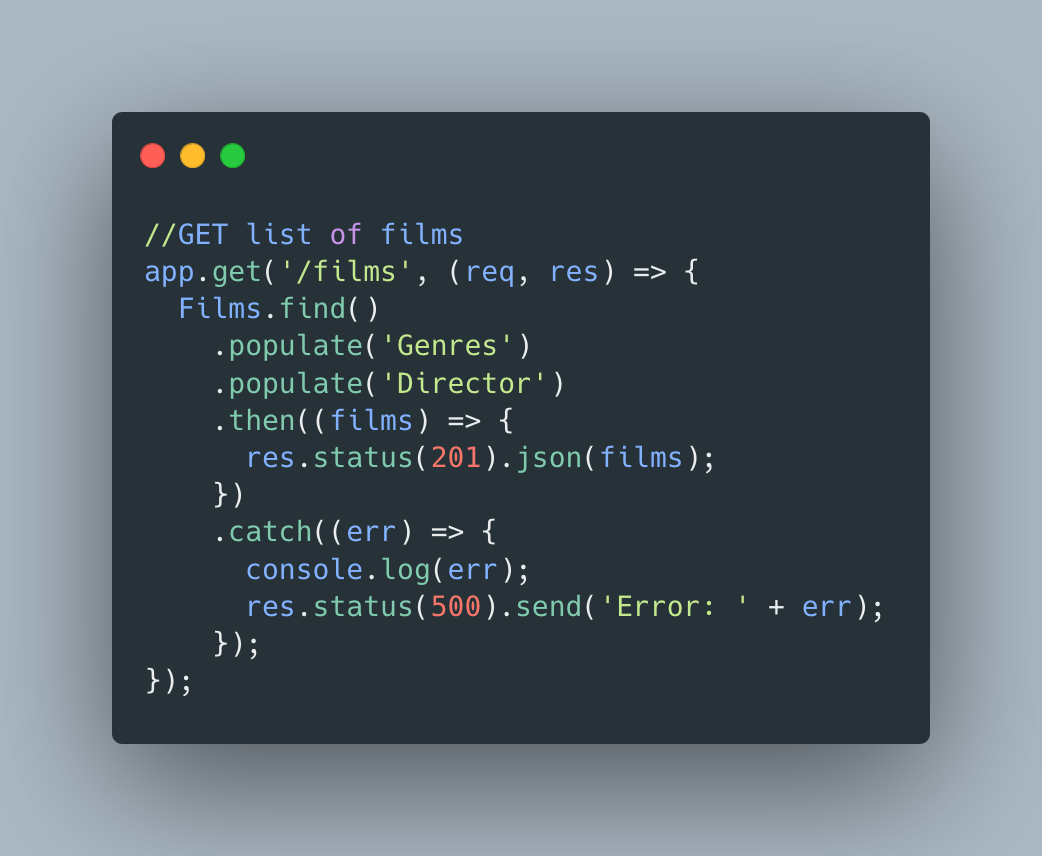 //GET list of films
app.get('/films', (req, res) => {
  Films.find()
    .populate('Genres')
    .populate('Director')
    .then((films) => {
      res.status(201).json(films);
    })
    .catch((err) => {
      console.log(err);
      res.status(500).send('Error: ' + err);
    });
});